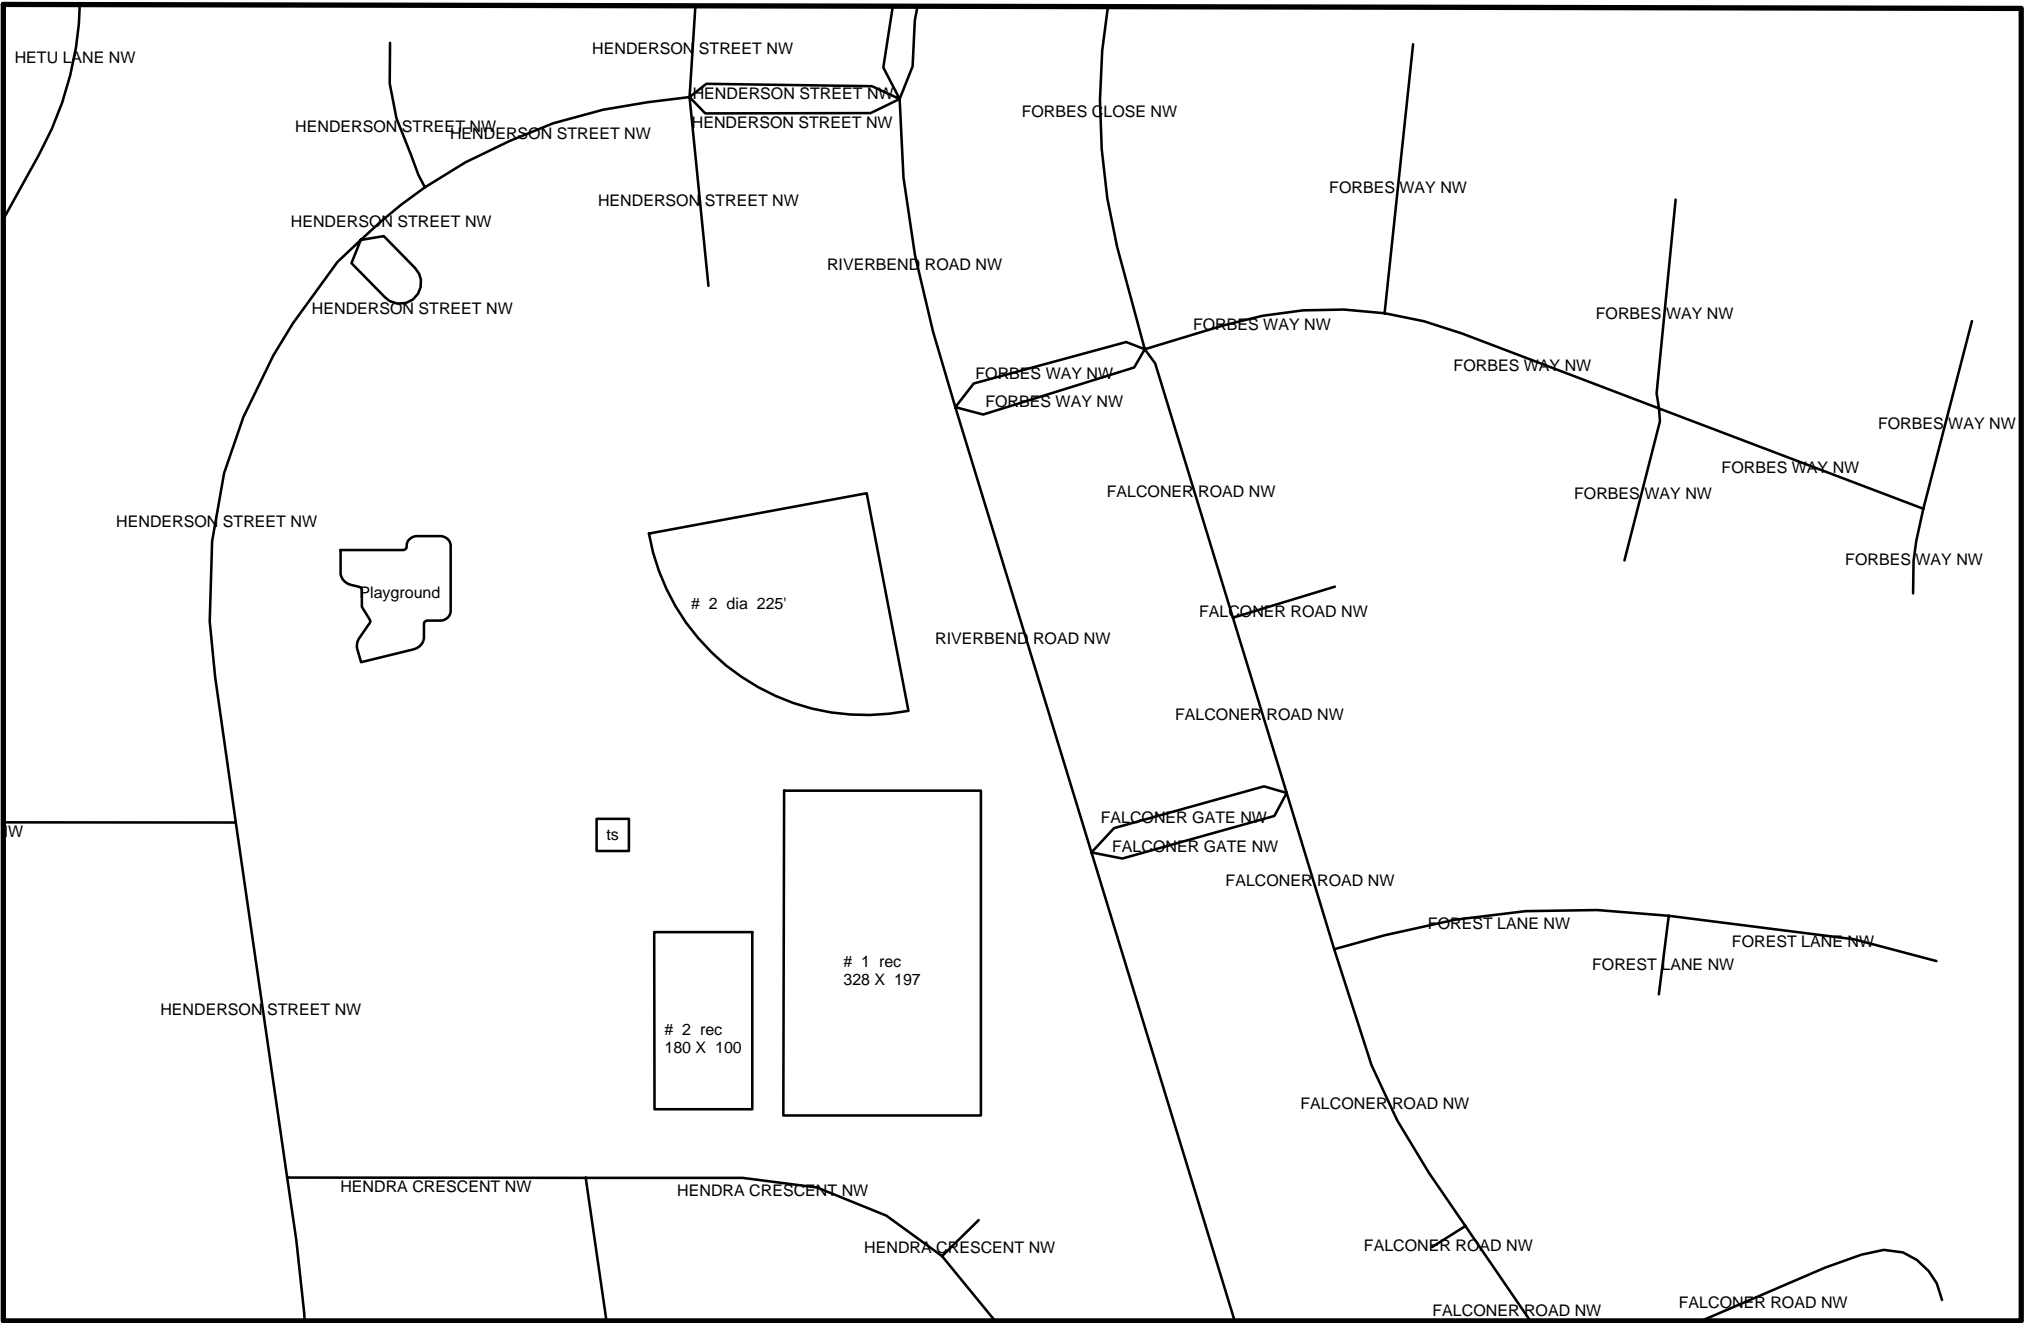 HENDERSON STREET NW
HETU LANE NW
HENDERSON STREET NW
FORBES CLOSE NW
HENDERSON STREET NW
HENDERSON STREET NW
HENDERSON STREET NW
FORBES WAY NW
HENDERSON STREET NW
HENDERSON STREET NW
RIVERBEND ROAD NW
HENDERSON STREET NW
FORBES WAY NW
FORBES WAY NW
FORBES WAY NW
FORBES WAY NW
FORBES WAY NW
FORBES WAY NW
FORBES WAY NW
FALCONER ROAD NW
FORBES WAY NW
HENDERSON STREET NW
FORBES WAY NW
Playground
# 2 dia 225'
FALCONER ROAD NW
RIVERBEND ROAD NW
FALCONER ROAD NW
FALCONER GATE NW
IW
ts
FALCONER GATE NW
FALCONER ROAD NW
FOREST LANE NW
FOREST LANE NW
# 1 rec
328 X 197
FOREST LANE NW
HENDERSON STREET NW
# 2 rec
180 X 100
FALCONER ROAD NW
HENDRA CRESCENT NW
HENDRA CRESCENT NW
HENDRA CRESCENT NW
FALCONER ROAD NW
FALCONER ROAD NW
FALCONER ROAD NW